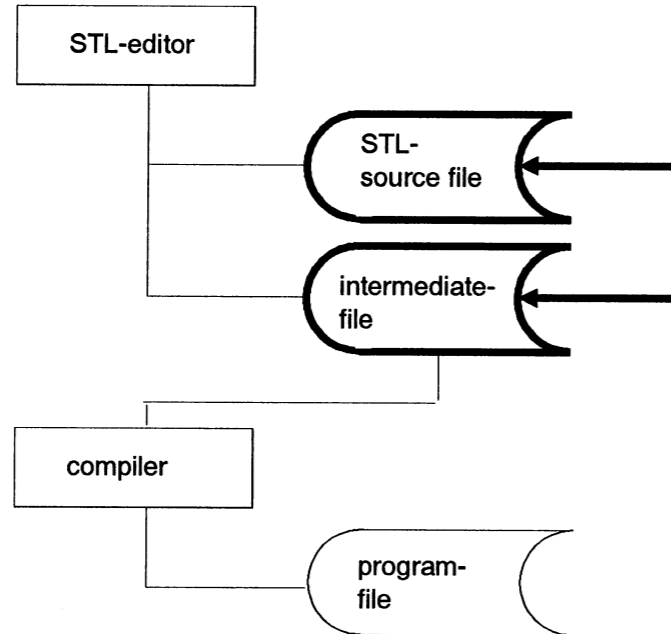 STL-editor
STL-
source file
intermediate-
file
compiler
program-
file